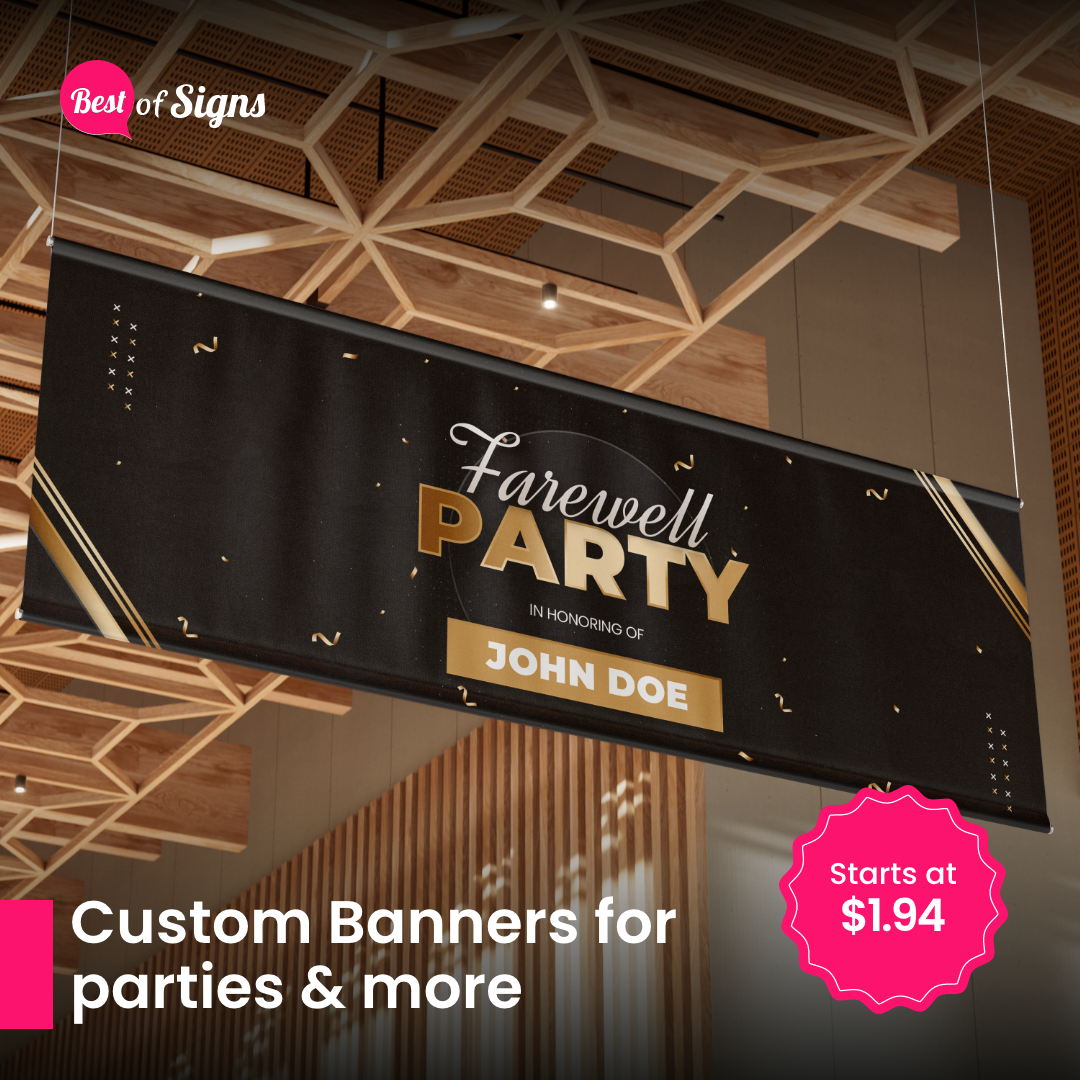 Best of Signs
Farewell
PARTY
IN HONORING OF
JOHN DOE
Starts at
$1.94
Custom Banners for
parties & more